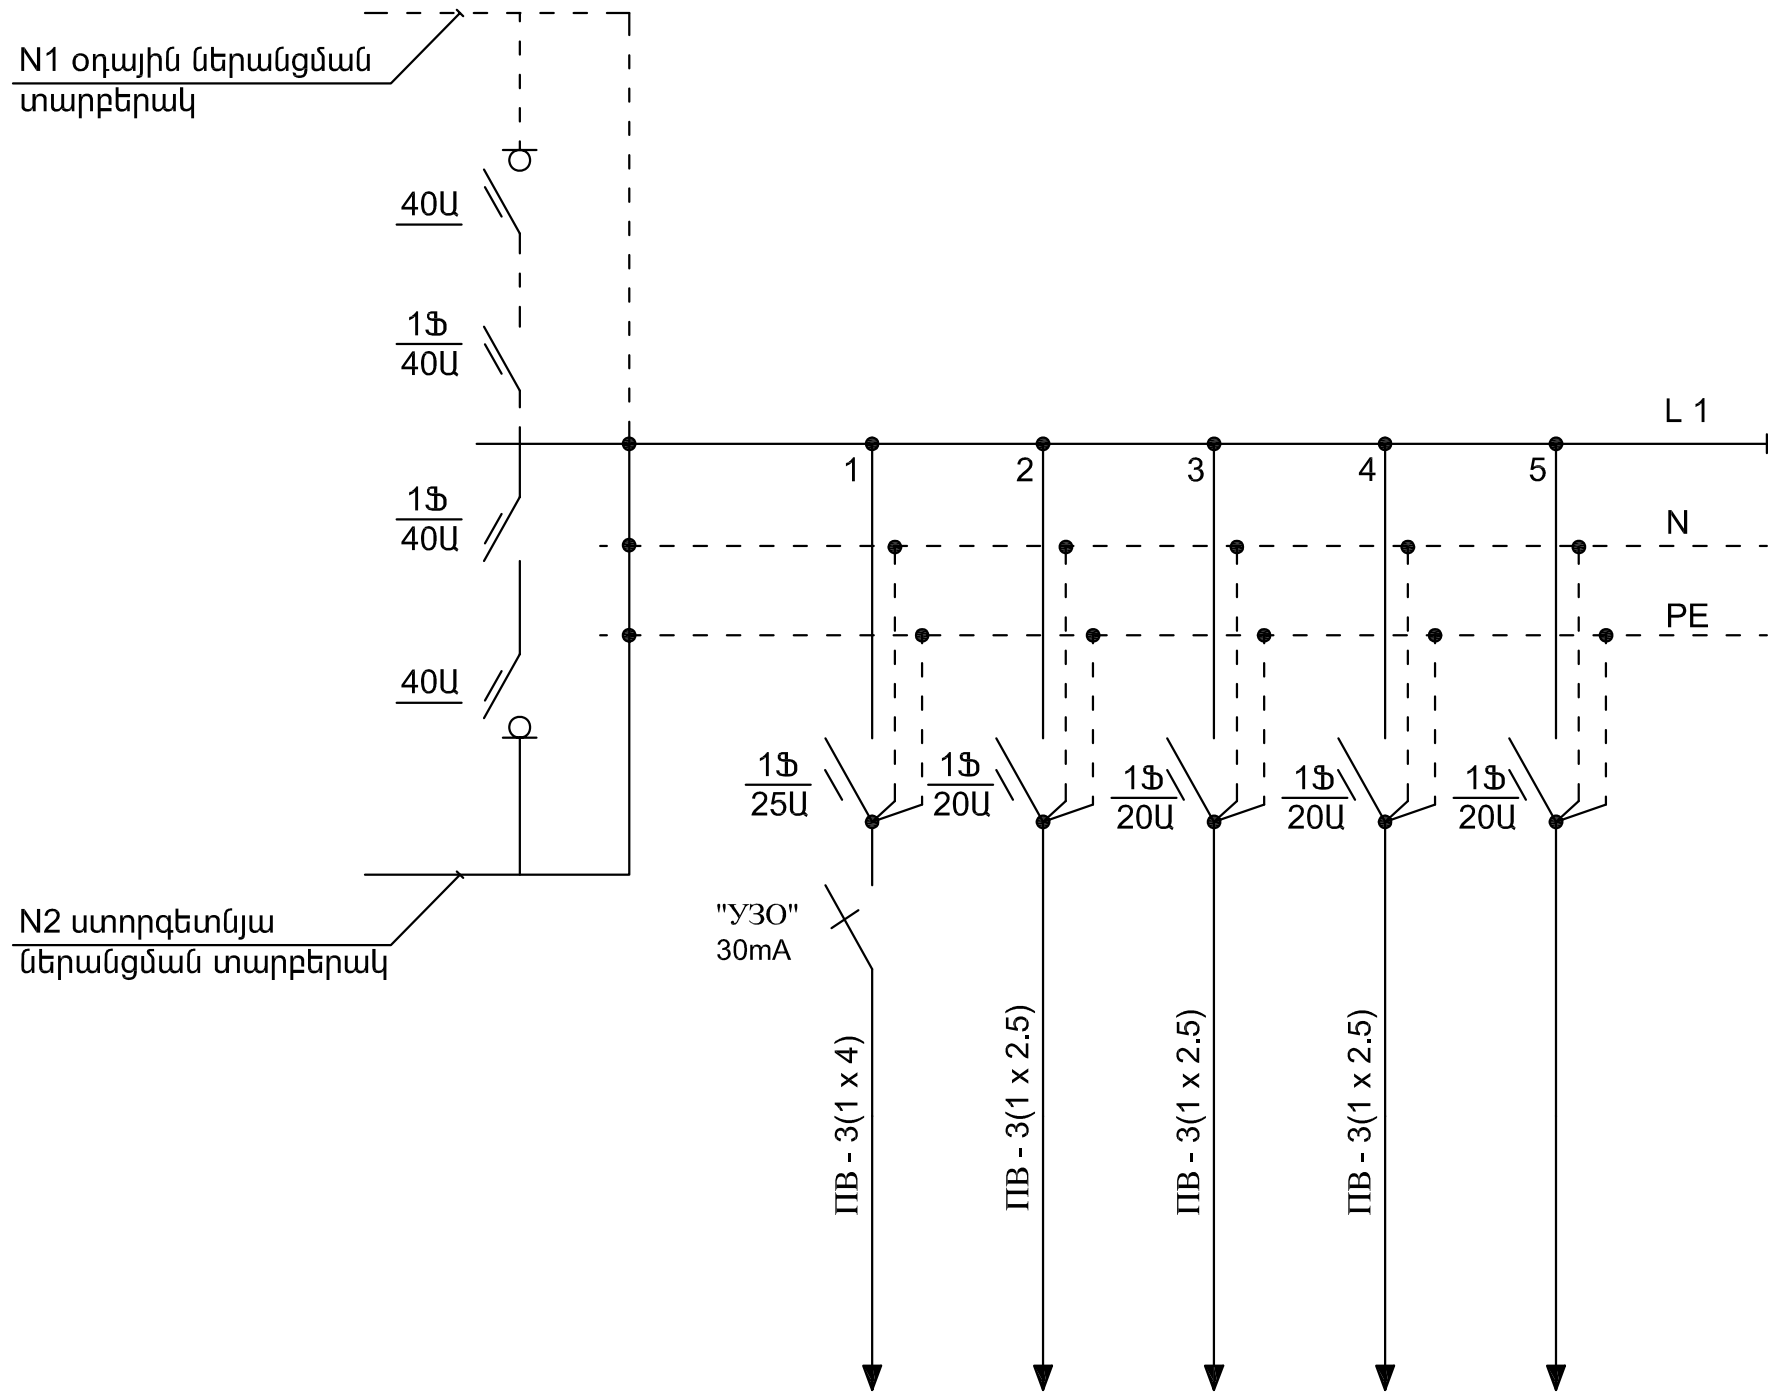 N1 օդային ներանցման
տարբերակ
40Ա
1Ֆ
40Ա
L 1
1
2
3
4
5
1Ֆ
40Ա
N
PE
40Ա
1Ֆ
25Ա
1Ֆ
20Ա
1Ֆ
20Ա
1Ֆ
20Ա
1Ֆ
20Ա
N2 ստորգետնյա
ներանցման տարբերակ
"УЗО"
30mA
ПВ - 3(1 x 4)
ПВ - 3(1 x 2.5)
ПВ - 3(1 x 2.5)
ПВ - 3(1 x 2.5)